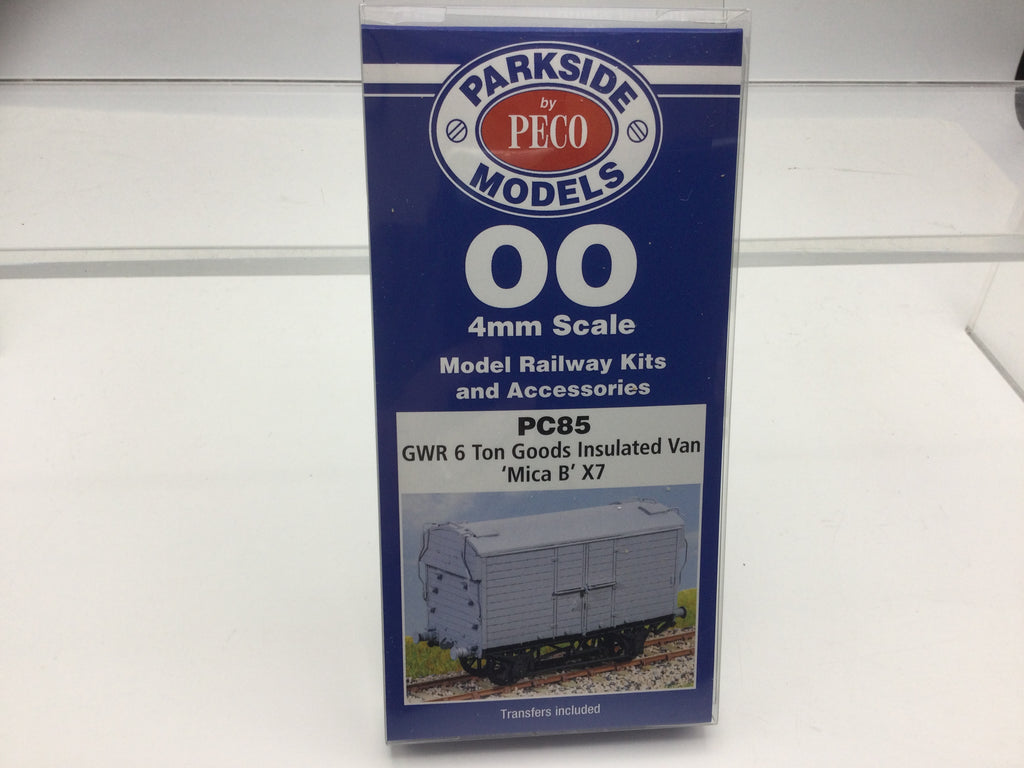 PARKSIDE
by
PECO
MODELS
OO
4mm Scale
Model Railway Kits
and Accessories
PC85
GWR 6 Ton Goods Insulated Van
‘Mica B’ X7
Transfers included